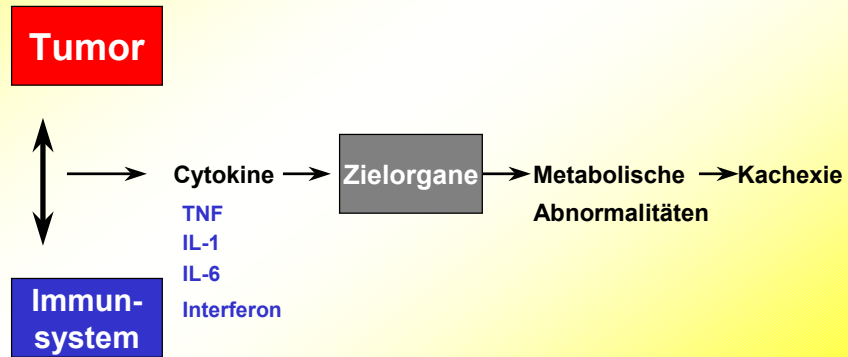 Tumor
Cytokine
TNF
IL-1
IL-6
Interferon
Zielorgane
Metabolische
Abnormalitäten
Kachexie
Immun-
system